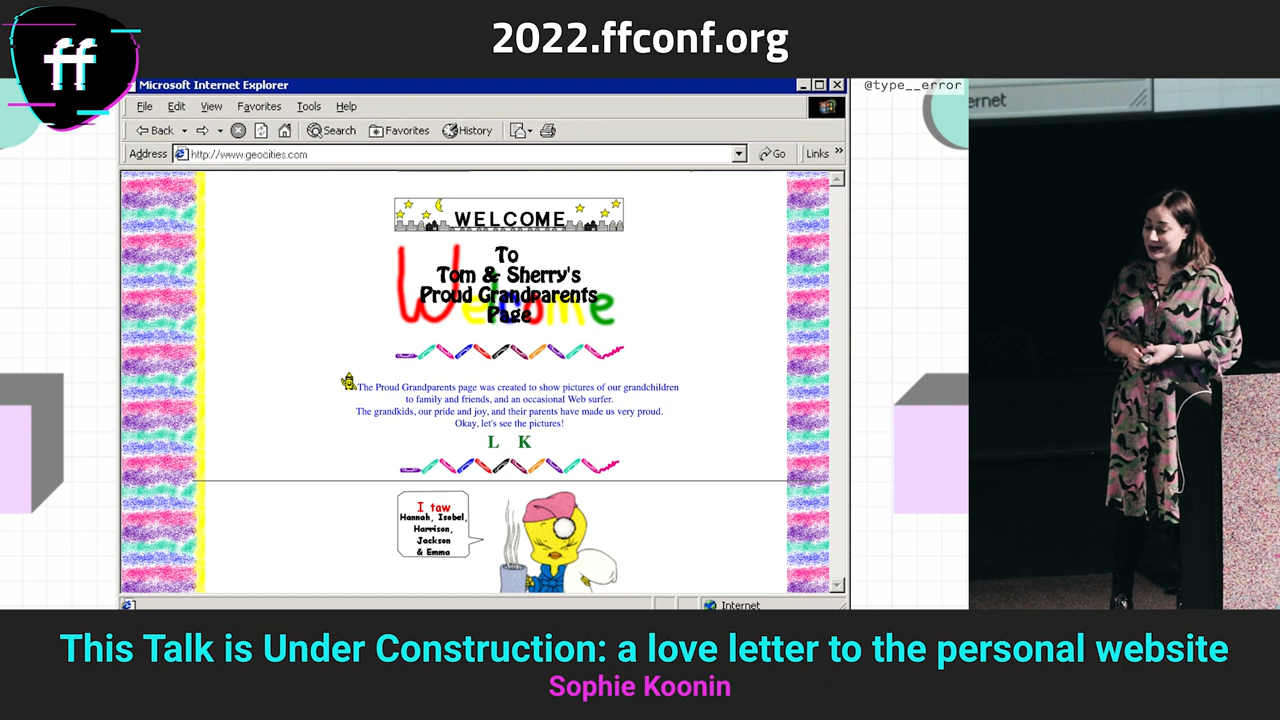 2022.ffconf.org
ff
Microsoft Internet Explorer
@type__error
ernet
File Edit View Favorites Tools Help
Back Search Favorites History
Address http://www.geocities.com Go Links »
WELCOME
Welcome
To
Tom & Sherry's
Proud Grandparents
Page
The Proud Grandparents page was created to show pictures of our grandchildren
to family and friends, and an occasional Web surfer.
The grandkids, our pride and joy, and their parents have made us very proud.
Okay, let's see the pictures!
L K
I taw
Hannah, Isobel,
Harrison,
Jackson
& Emma
Internet
This Talk is Under Construction: a love letter to the personal website
Sophie Koonin